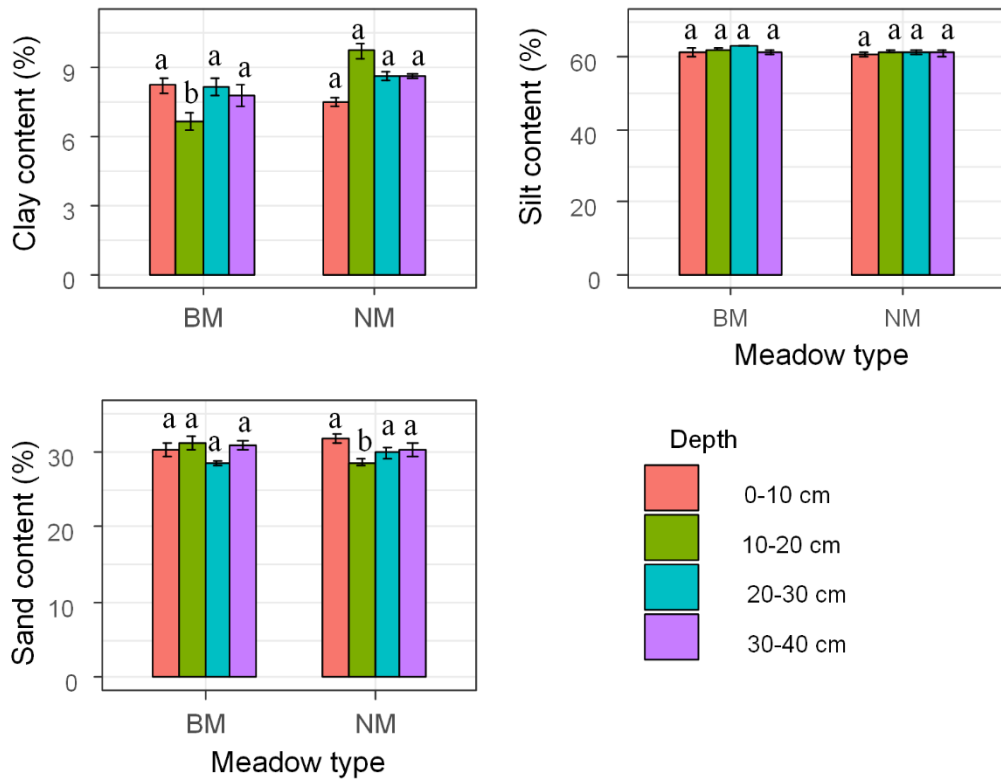 Clay content (%)
9
6
3
0
a
b
a
a
a
a
a
a
BM
NM
Silt content (%)
60
40
20
0
a
a
a
a
a
a
a
a
BM
NM
Meadow type
Sand content (%)
30
20
10
0
a
a
a
a
a
b
a
a
BM
NM
Meadow type
Depth
0-10 cm
10-20 cm
20-30 cm
30-40 cm